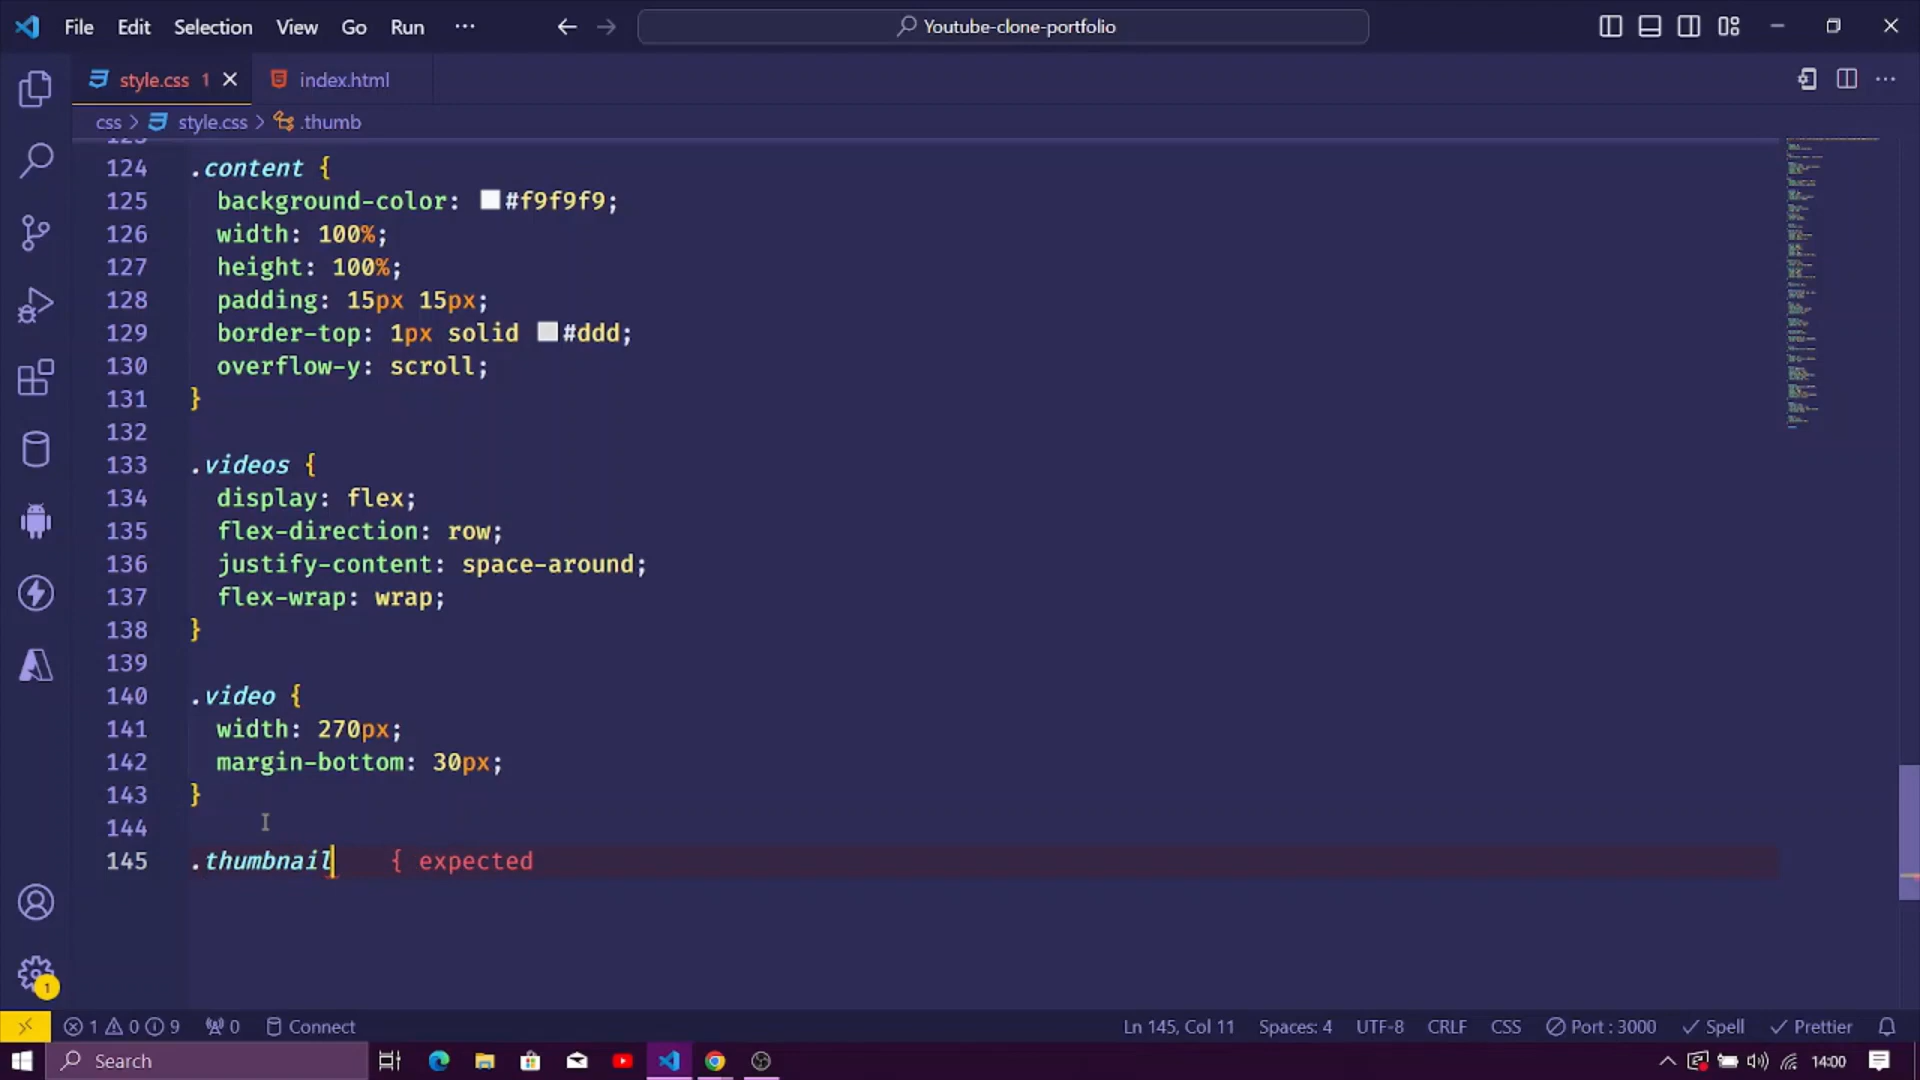 File Edit Selection View Go Run ···
Youtube-clone-portfolio
style.css 1
index.html
css > style.css > .thumb
124 .content {
125 background-color: #f9f9f9;
126 width: 100%;
127 height: 100%;
128 padding: 15px 15px;
129 border-top: 1px solid #ddd;
130 overflow-y: scroll;
131 }
132
133 .videos {
134 display: flex;
135 flex-direction: row;
136 justify-content: space-around;
137 flex-wrap: wrap;
138 }
139
140 .video {
141 width: 270px;
142 margin-bottom: 30px;
143 }
144
145 .thumbnail { expected
1
1 0 9 0 Connect
Ln 145, Col 11 Spaces: 4 UTF-8 CRLF CSS Port : 3000 Spell Prettier
Search
14:00